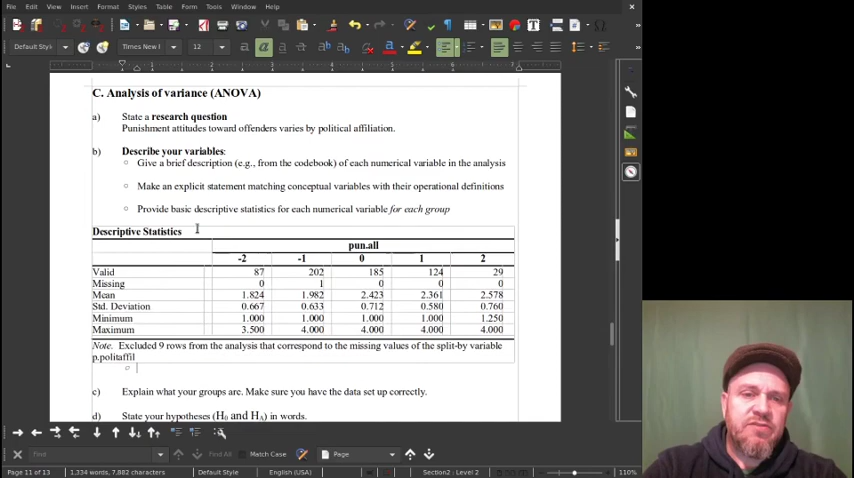 File Edit View Insert Format Styles Table Form Tools Window Help
Default Styl Times New I 12
1 2 3 4 5 6 7
C. Analysis of variance (ANOVA)
a) State a research question
Punishment attitudes toward offenders varies by political affiliation.
b) Describe your variables:
Give a brief description (e.g., from the codebook) of each numerical variable in the analysis
Make an explicit statement matching conceptual variables with their operational definitions
Provide basic descriptive statistics for each numerical variable for each group
Descriptive Statistics
pun.all
-2 -1 0 1 2
Valid 87 202 185 124 29
Missing 0 1 0 0 0
Mean 1.824 1.982 2.423 2.361 2.578
Std. Deviation 0.667 0.633 0.712 0.580 0.760
Minimum 1.000 1.000 1.000 1.000 1.250
Maximum 3.500 4.000 4.000 4.000 4.000
Note. Excluded 9 rows from the analysis that correspond to the missing values of the split-by variable
p.politaffil
c) Explain what your groups are. Make sure you have the data set up correctly.
d) State your hypotheses (H0 and HA) in words.
Find Find All Match Case Page
Page 11 of 13 1,334 words, 7,882 characters Default Style English (USA) Section2 : Level 2 110%